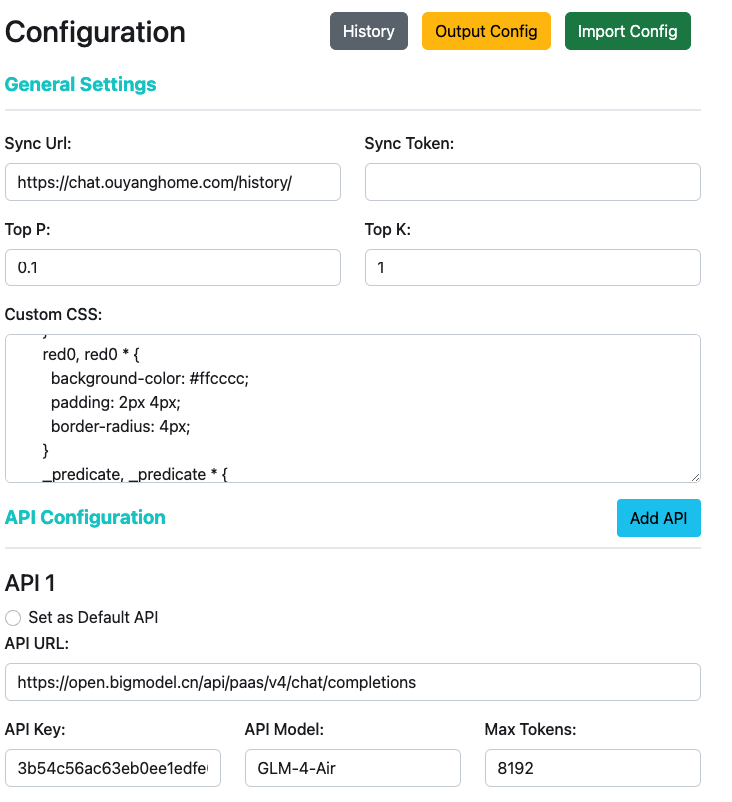 Configuration
History
Output Config
Import Config
General Settings
Sync Url:
Sync Token:
https://chat.ouyanghome.com/history/
Top P:
Top K:
0.1
1
Custom CSS:
}
red0, red0 * {
background-color: #ffcccc;
padding: 2px 4px;
border-radius: 4px;
}
_predicate, _predicate * {
API Configuration
Add API
API 1
Set as Default API
API URL:
https://open.bigmodel.cn/api/paas/v4/chat/completions
API Key:
API Model:
Max Tokens:
3b54c56ac63eb0ee1edfe
GLM-4-Air
8192